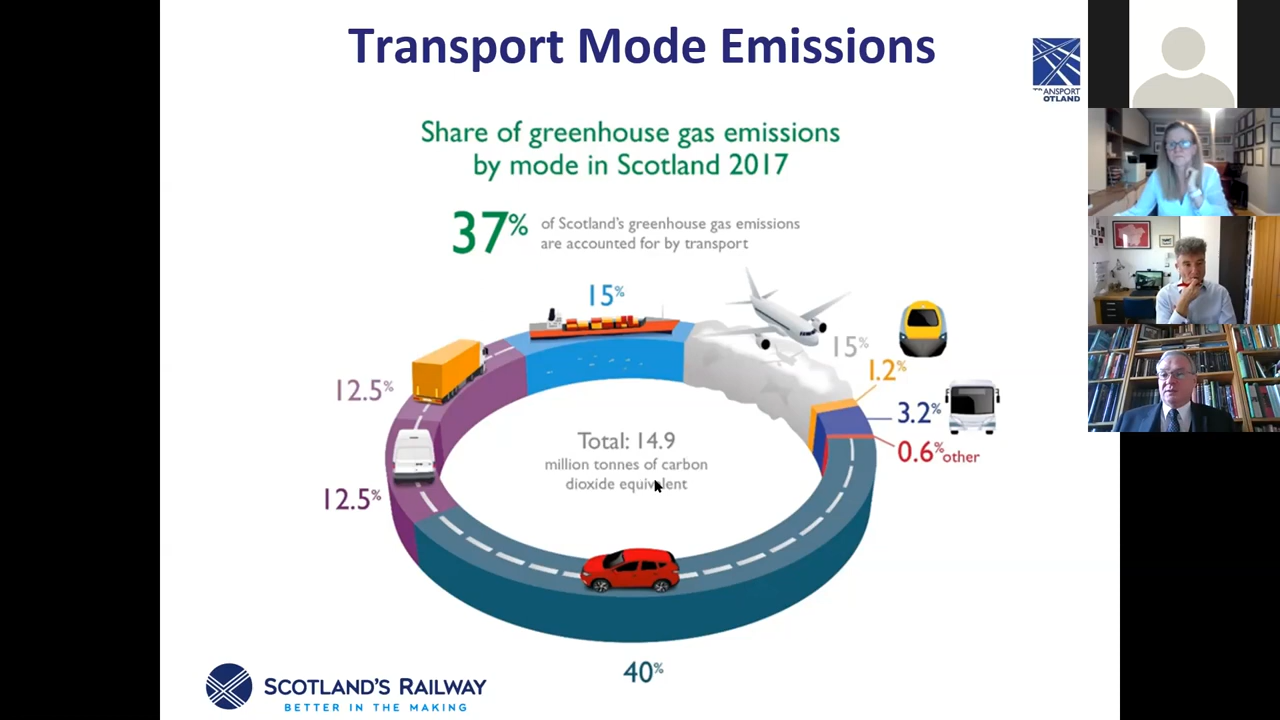 Transport Mode Emissions
TRANSPORT
OTLAND
Share of greenhouse gas emissions
by mode in Scotland 2017
37% of Scotland's greenhouse gas emissions
are accounted for by transport
15%
15%
1.2%
12.5%
3.2%
Total: 14.9
0.6% other
million tonnes of carbon
dioxide equivalent
12.5%
40%
SCOTLAND'S RAILWAY
BETTER IN THE MAKING